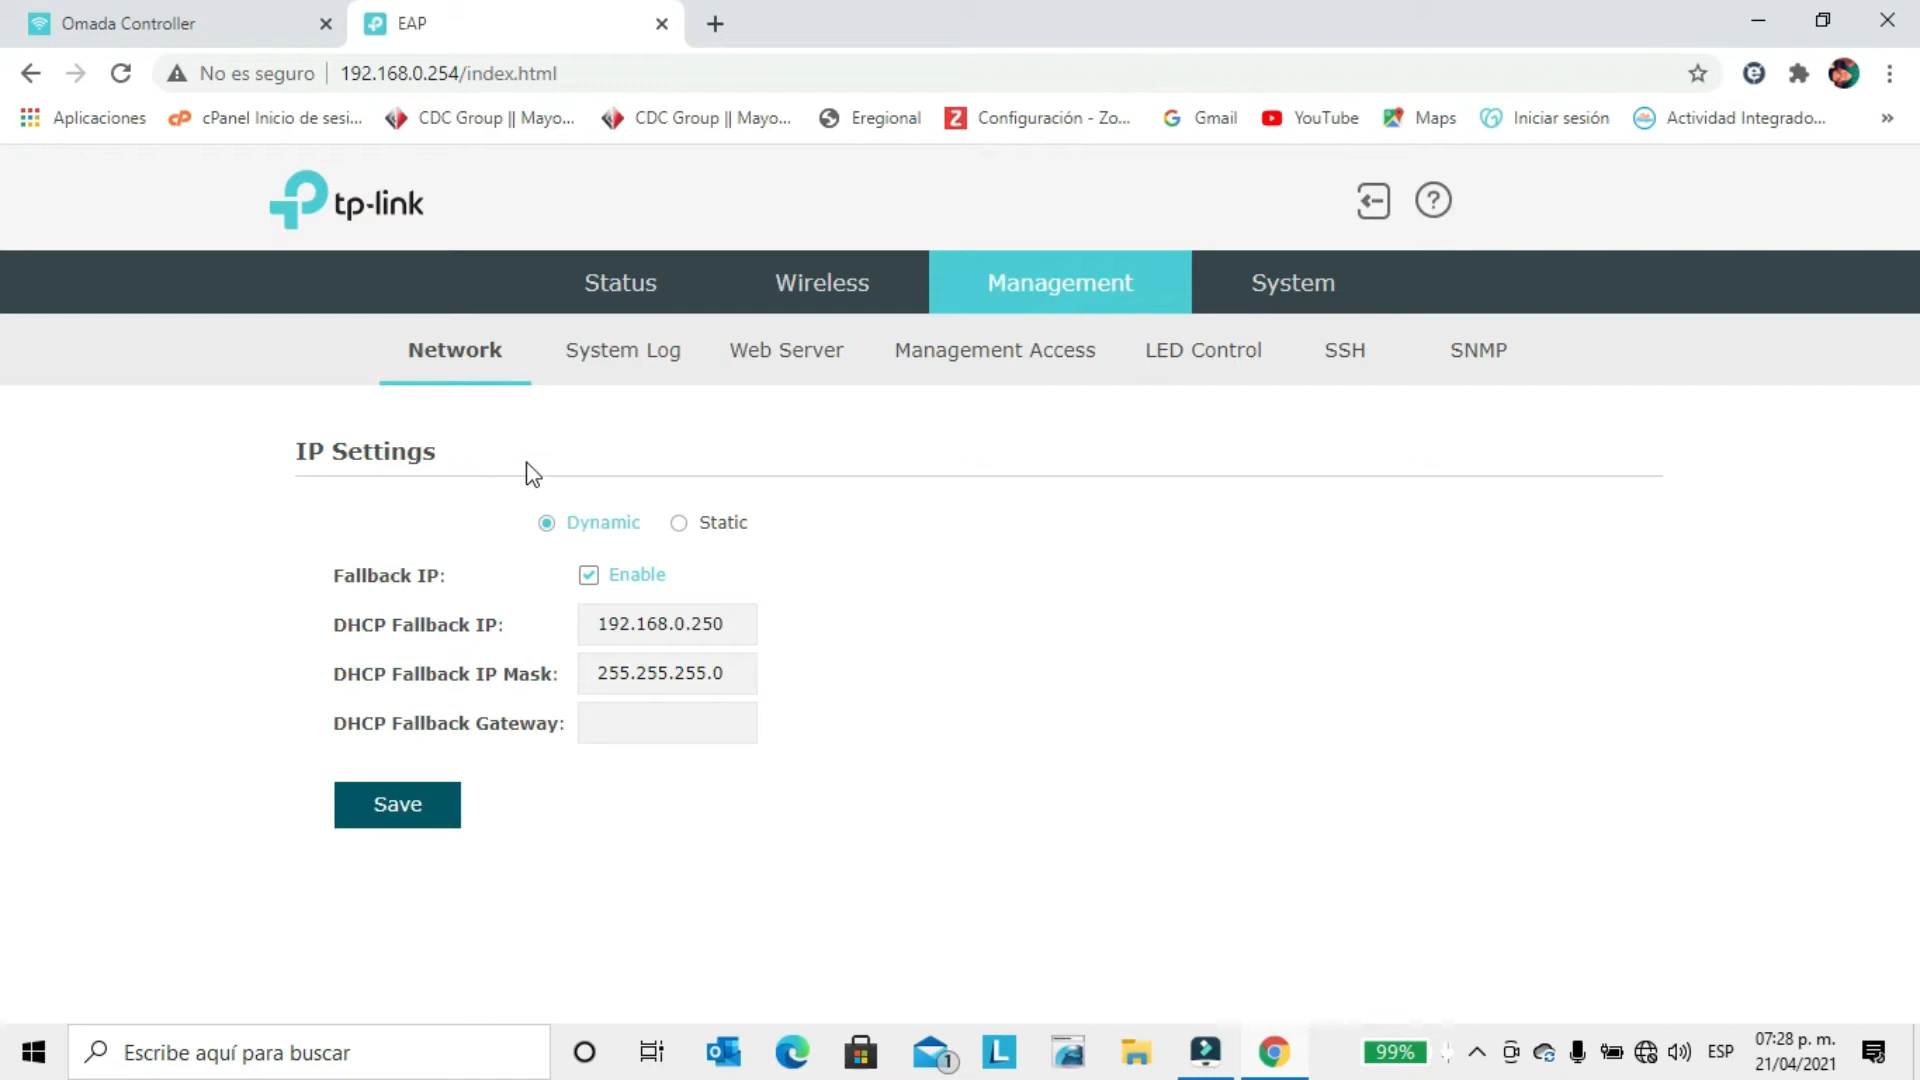 Omada Controller
EAP
No es seguro
192.168.0.254/index.html
Aplicaciones
cPanel Inicio de sesi...
CDC Group || Mayo...
CDC Group || Mayo...
Eregional
Configuración - Zo...
Gmail
YouTube
Maps
Iniciar sesión
Actividad Integrado...
»
tp-link
Status
Wireless
Management
System
Network
System Log
Web Server
Management Access
LED Control
SSH
SNMP
IP Settings
Dynamic
Static
Fallback IP:
Enable
DHCP Fallback IP:
192.168.0.250
DHCP Fallback IP Mask:
255.255.255.0
DHCP Fallback Gateway:
Save
Escribe aquí para buscar
1
99%
ESP
07:28 p. m.
21/04/2021